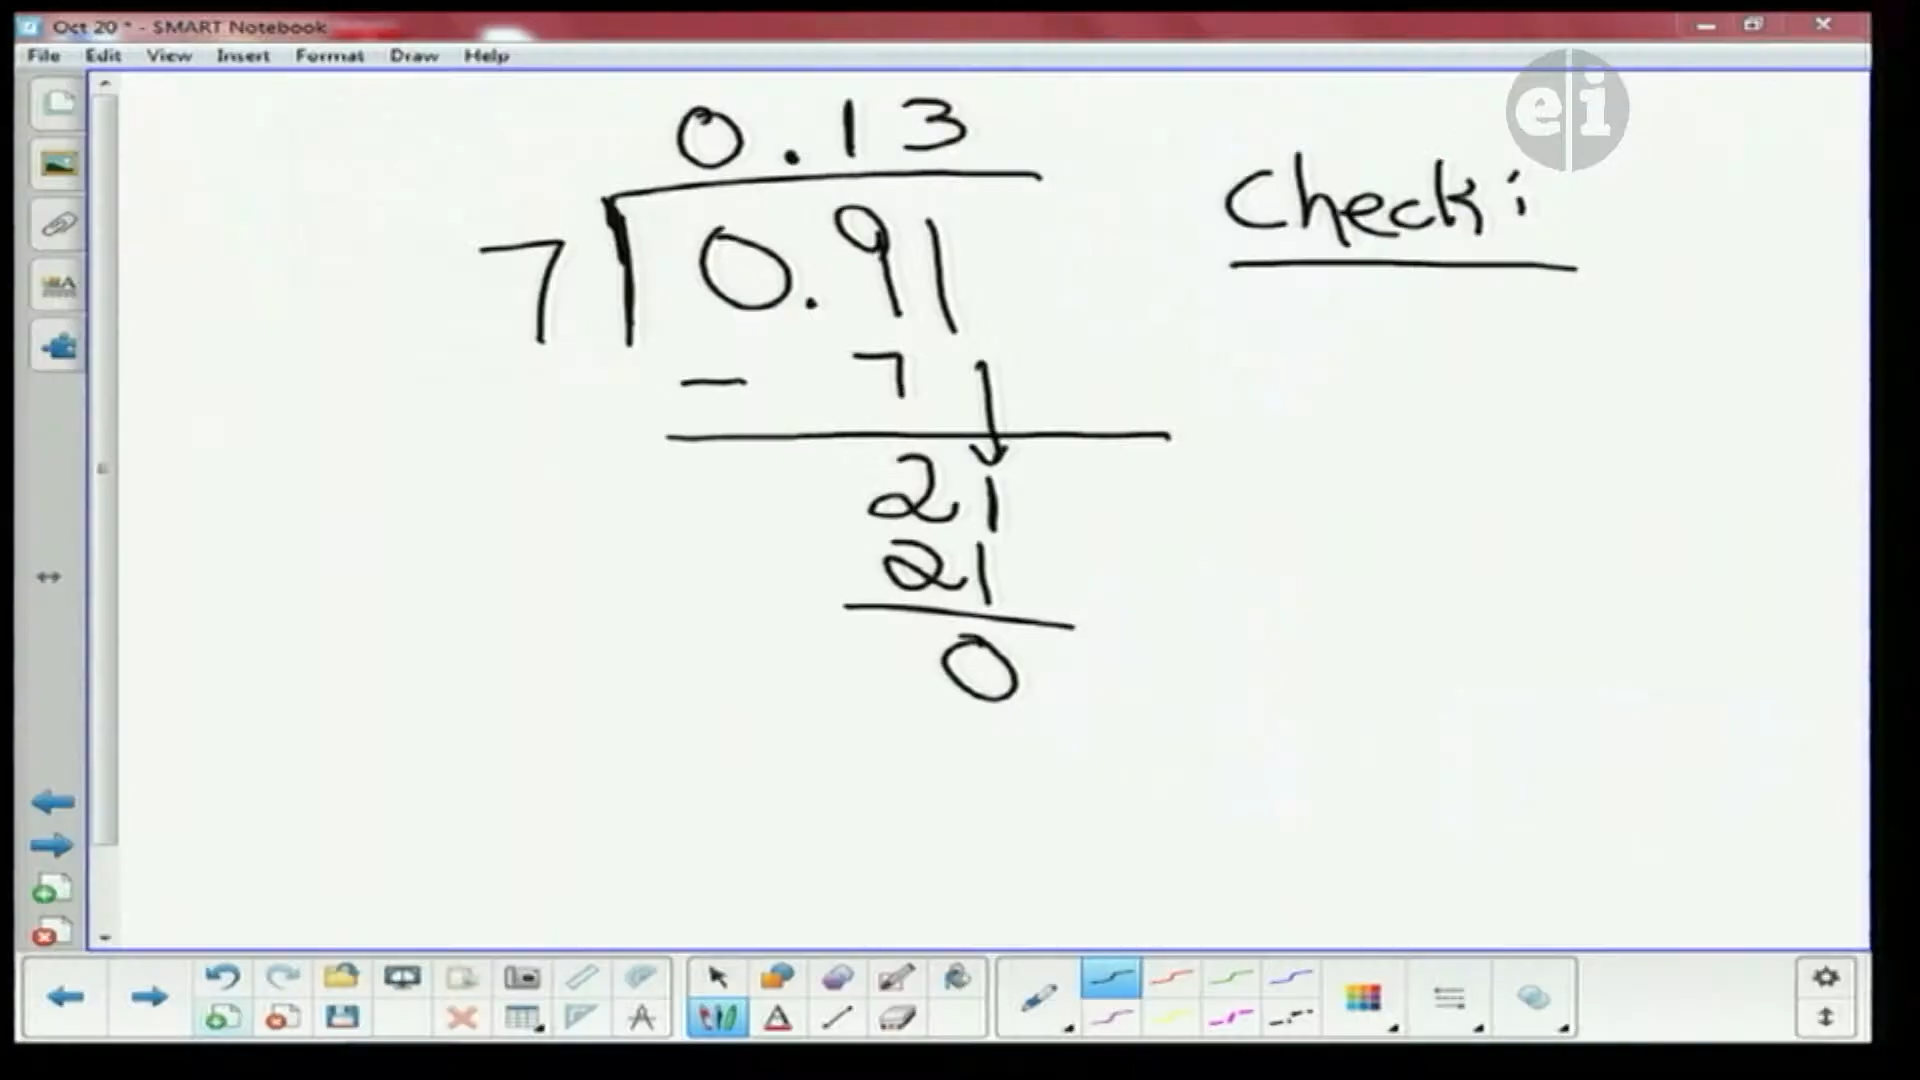 Oct 20 * - SMART Notebook
File Edit View Insert Format Draw Help
ei
0.13
Check:
7 0.91
- 7
21
21
0